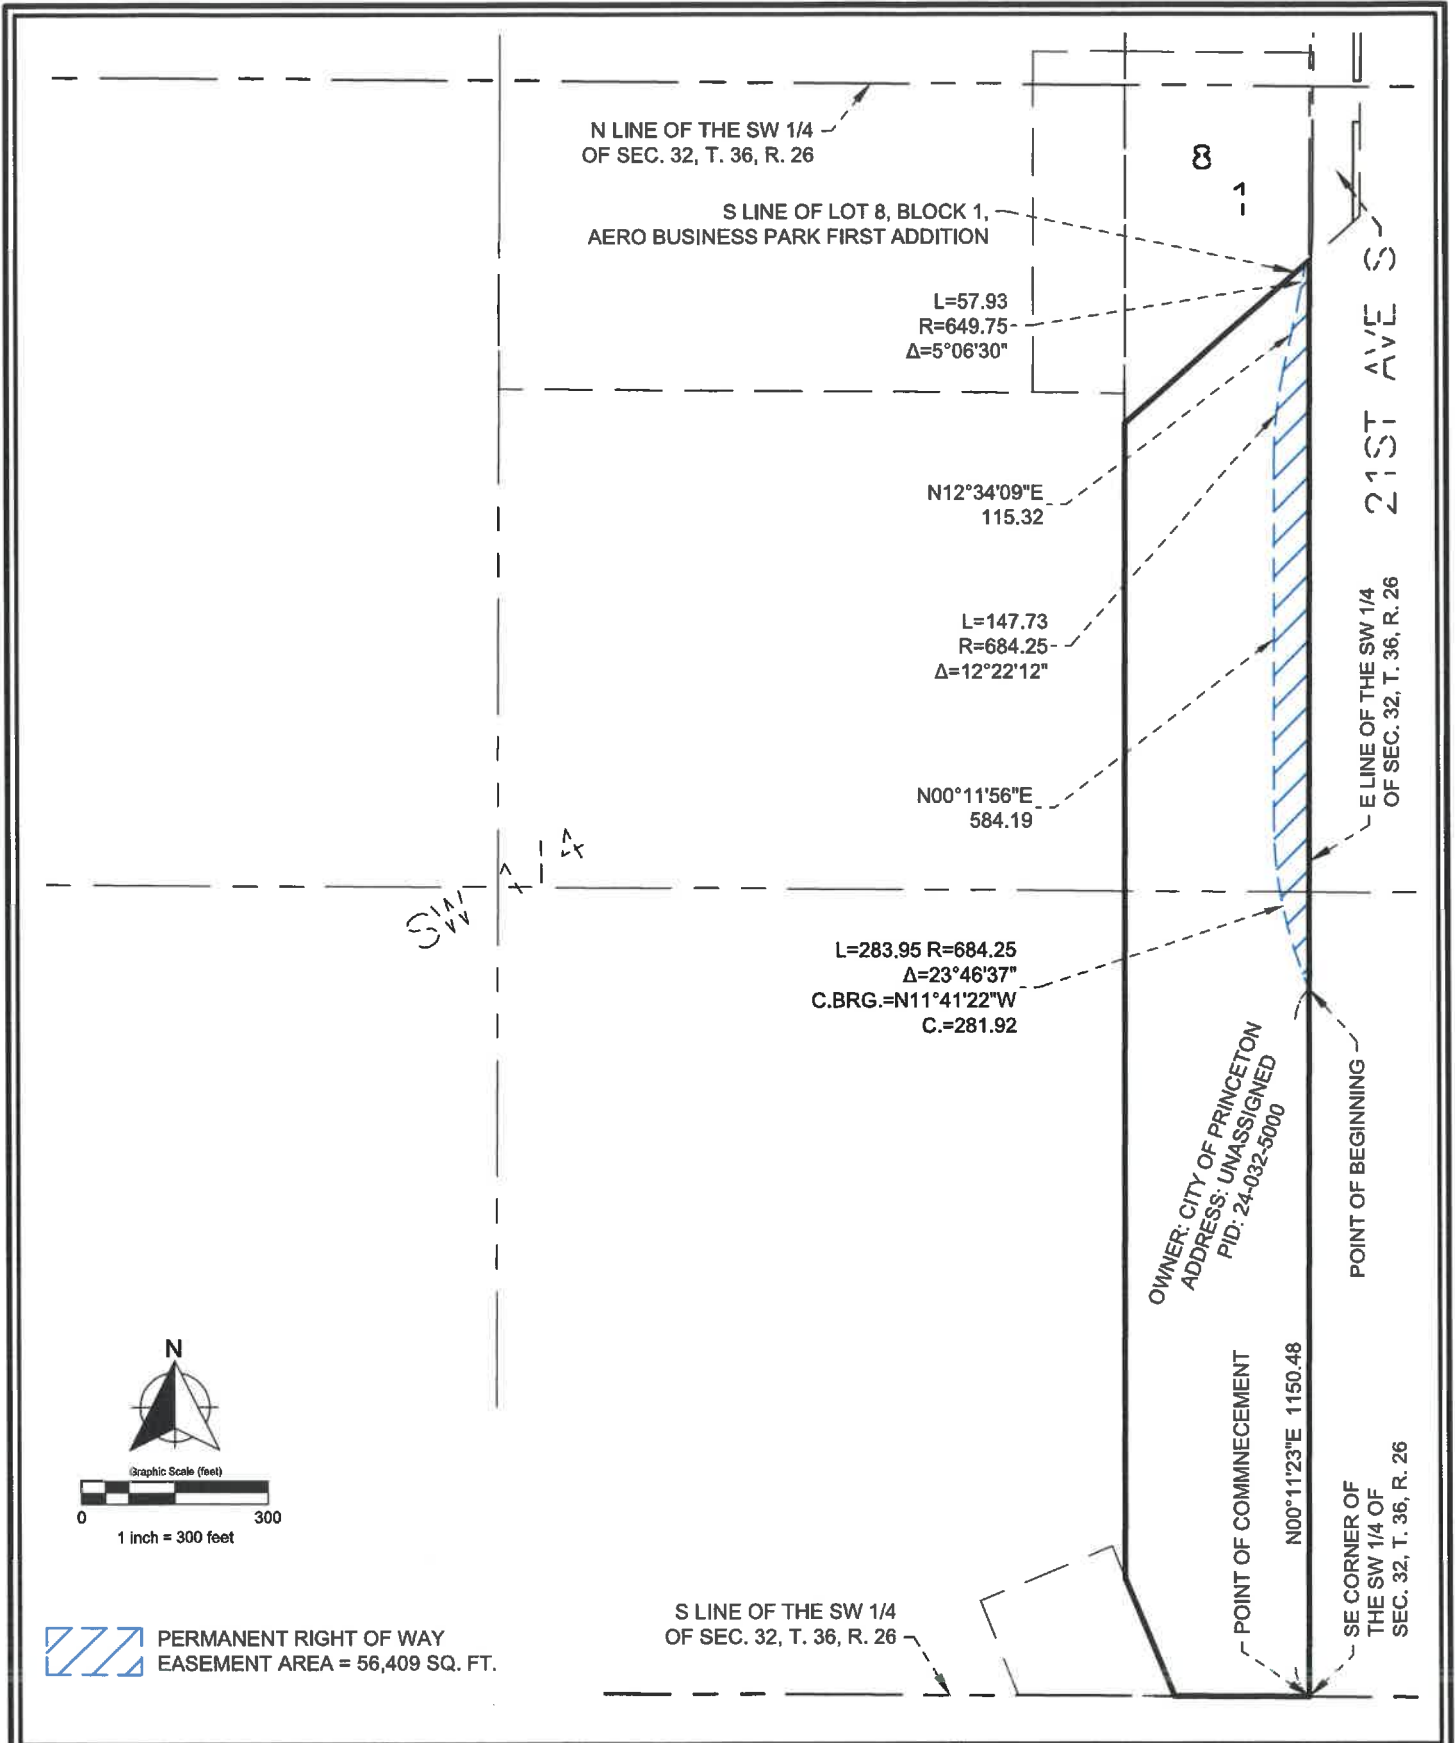 N LINE OF THE SW 1/4
OF SEC. 32, T. 36, R. 26
8
1
S LINE OF LOT 8, BLOCK 1,
AERO BUSINESS PARK FIRST ADDITION
L=57.93
R=649.75
Δ=5°06'30"
21ST AVE S
N12°34'09"E
115.32
L=147.73
R=684.25
Δ=12°22'12"
E LINE OF THE SW 1/4
OF SEC. 32, T. 36, R. 26
N00°11'56"E
584.19
SW 1/4
L=283.95 R=684.25
Δ=23°46'37"
C.BRG.=N11°41'22"W
C.=281.92
OWNER: CITY OF PRINCETON
ADDRESS: UNASSIGNED
PID: 24-032-5000
POINT OF BEGINNING
N
Graphic Scale (feet)
0 300
1 inch = 300 feet
POINT OF COMMNECEMENT
N00°11'23"E 1150.48
SE CORNER OF
THE SW 1/4 OF
SEC. 32, T. 36, R. 26
S LINE OF THE SW 1/4
OF SEC. 32, T. 36, R. 26
PERMANENT RIGHT OF WAY
EASEMENT AREA = 56,409 SQ. FT.